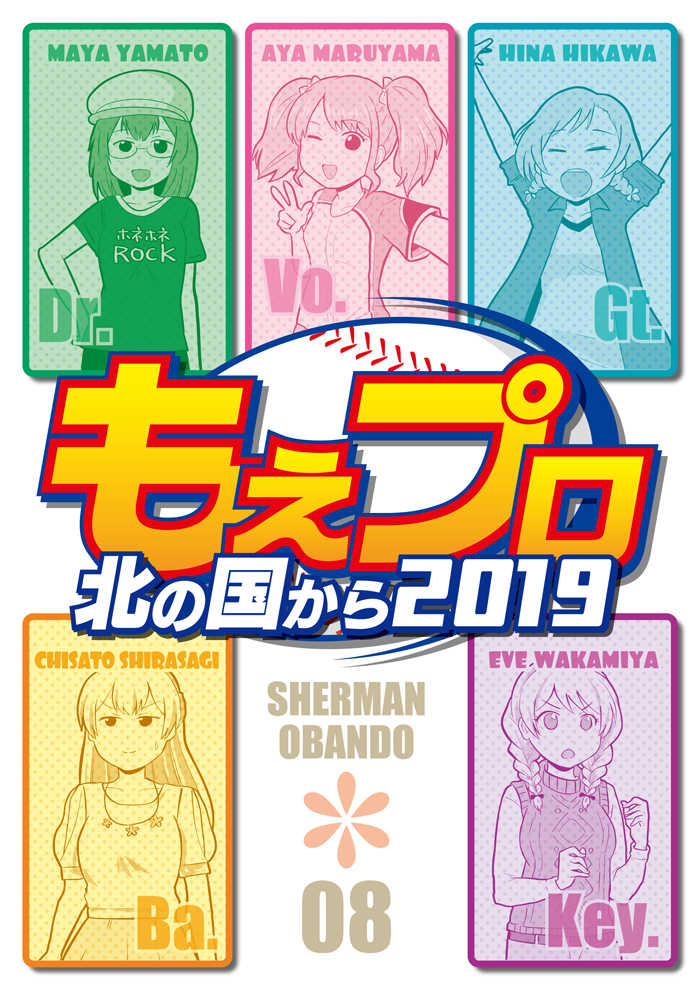 MAYA YAMATO
AYA MARUYAMA
HINA HIKAWA
ホネホネ
ROCK
Dr.
Vo.
Gt.
もえプロ
北の国から2019
CHISATO SHIRASAGI
EVE WAKAMIYA
SHERMAN
OBANDO
08
Ba.
Key.